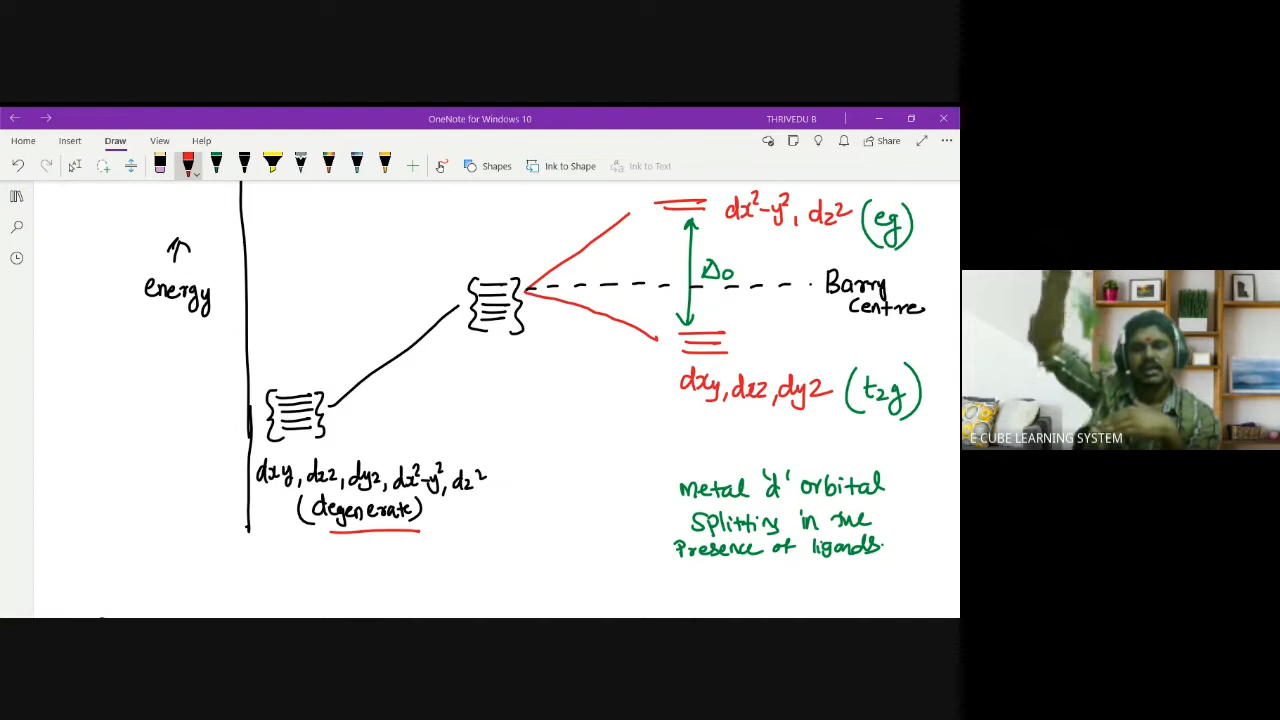 OneNote for Windows 10
THRIVEDU B
Home Insert Draw View Help
Share
Shapes Ink to Shape Ink to Text
dx²-y², dz² (eg)
↑
energy
Δo
Barry
Centre
dxy, dxz, dyz (t₂g)
dxy, dxz, dyz, dx²-y², dz²
(degenerate)
Metal 'd' orbital
Splitting in the
Presence of ligands.
E CUBE LEARNING SYSTEM